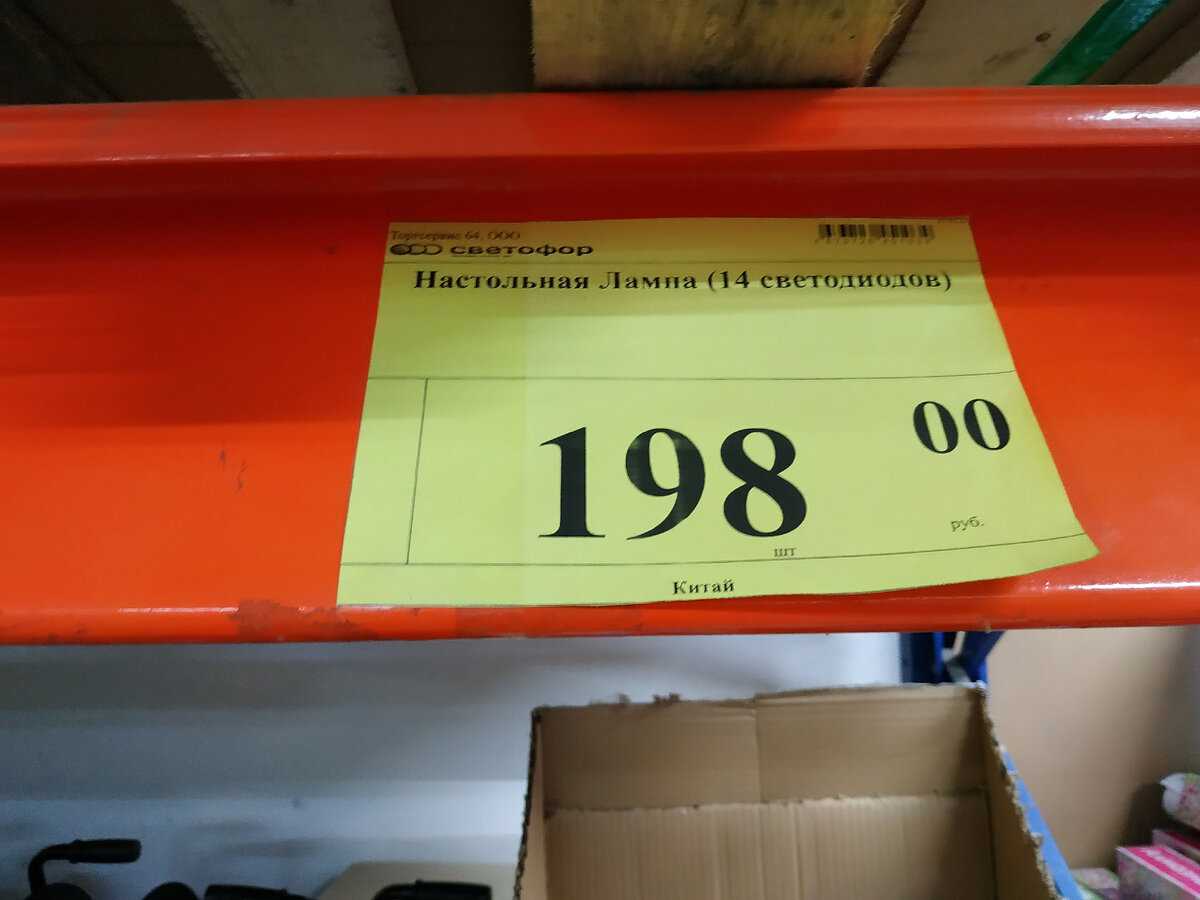 Торгсервис 64, ООО
светофор
Настольная Лампа (14 светодиодов)
198 00
руб.
шт
Китай